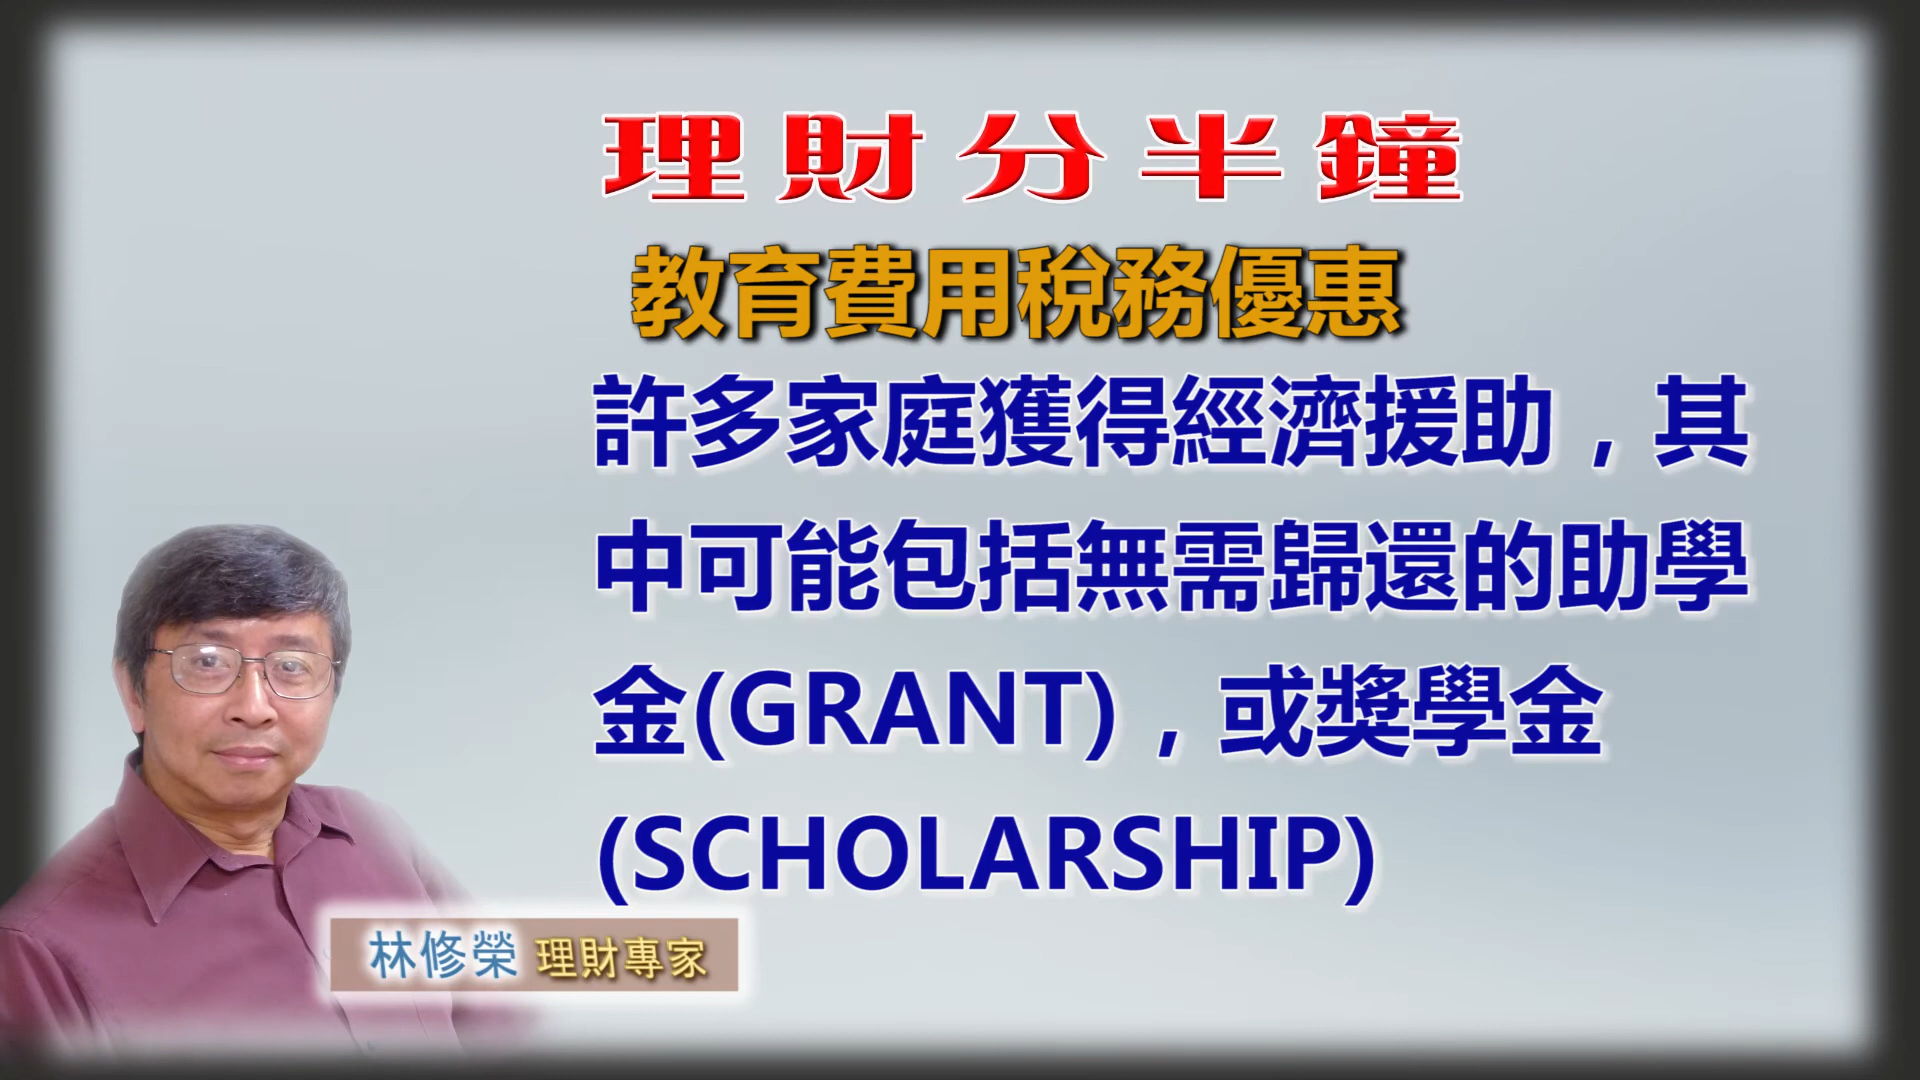 理財分半鐘
教育費用稅務優惠
許多家庭獲得經濟援助，其
中可能包括無需歸還的助學
金(GRANT)，或獎學金
(SCHOLARSHIP)
林修榮 理財專家